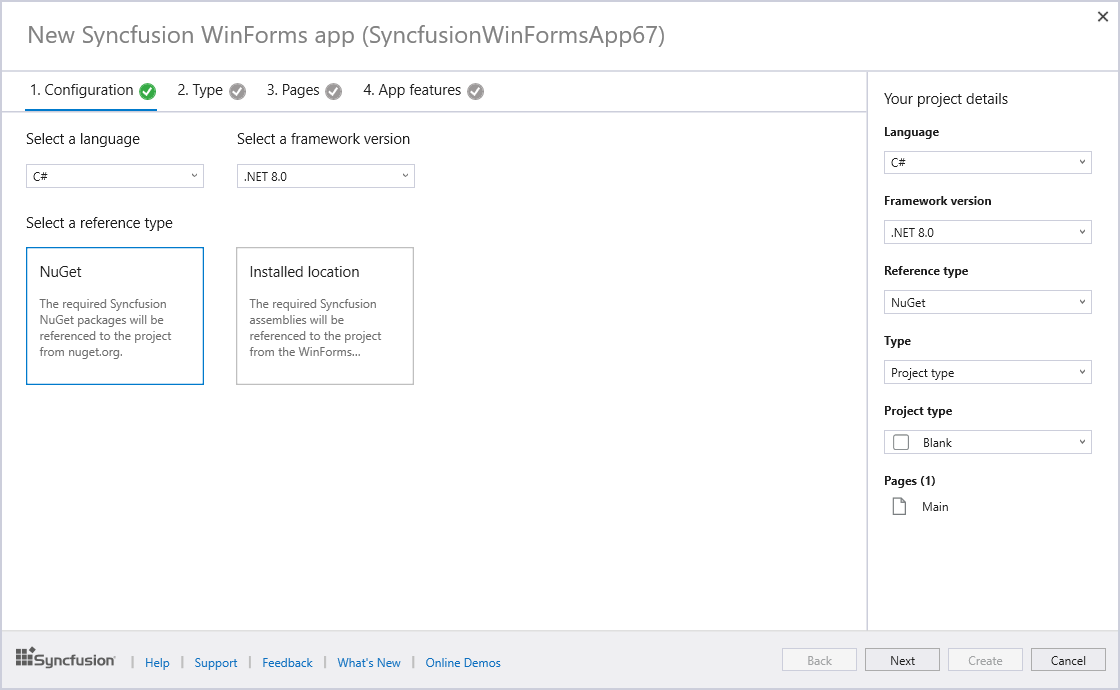 New Syncfusion WinForms app (SyncfusionWinFormsApp67)
1. Configuration
2. Type
3. Pages
4. App features
Select a language
Select a framework version
C#
.NET 8.0
Select a reference type
NuGet
The required Syncfusion
NuGet packages will be
referenced to the project
from nuget.org.
Installed location
The required Syncfusion
assemblies will be
referenced to the project
from the WinForms...
Your project details
Language
C#
Framework version
.NET 8.0
Reference type
NuGet
Type
Project type
Project type
Blank
Pages (1)
Main
Syncfusion
| Help | Support | Feedback | What's New | Online Demos
Back
Next
Create
Cancel